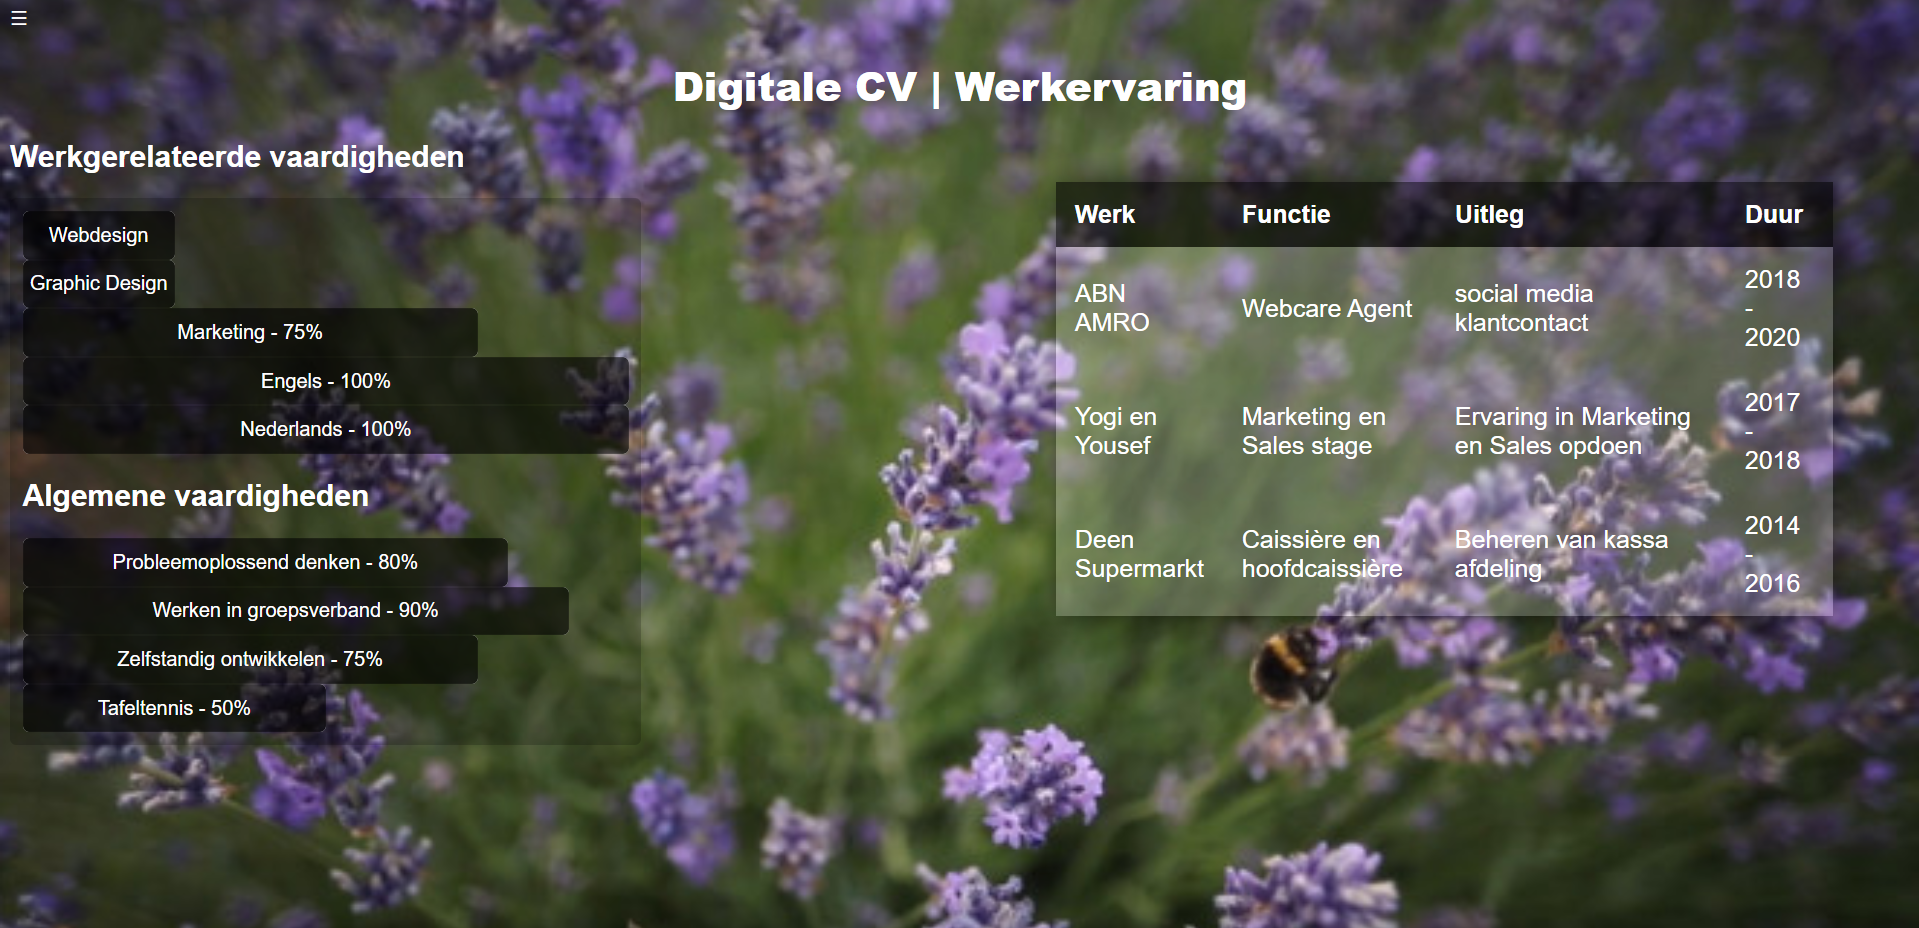 ☰
Digitale CV | Werkervaring
Werkgerelateerde vaardigheden
Webdesign
Graphic Design
Marketing - 75%
Engels - 100%
Nederlands - 100%
Algemene vaardigheden
Probleemoplossend denken - 80%
Werken in groepsverband - 90%
Zelfstandig ontwikkelen - 75%
Tafeltennis - 50%
Werk Functie Uitleg Duur
ABN
AMRO
Webcare Agent
social media
klantcontact
2018
-
2020
Yogi en
Yousef
Marketing en
Sales stage
Ervaring in Marketing
en Sales opdoen
2017
-
2018
Deen
Supermarkt
Caissière en
hoofdcaissière
Beheren van kassa
afdeling
2014
-
2016